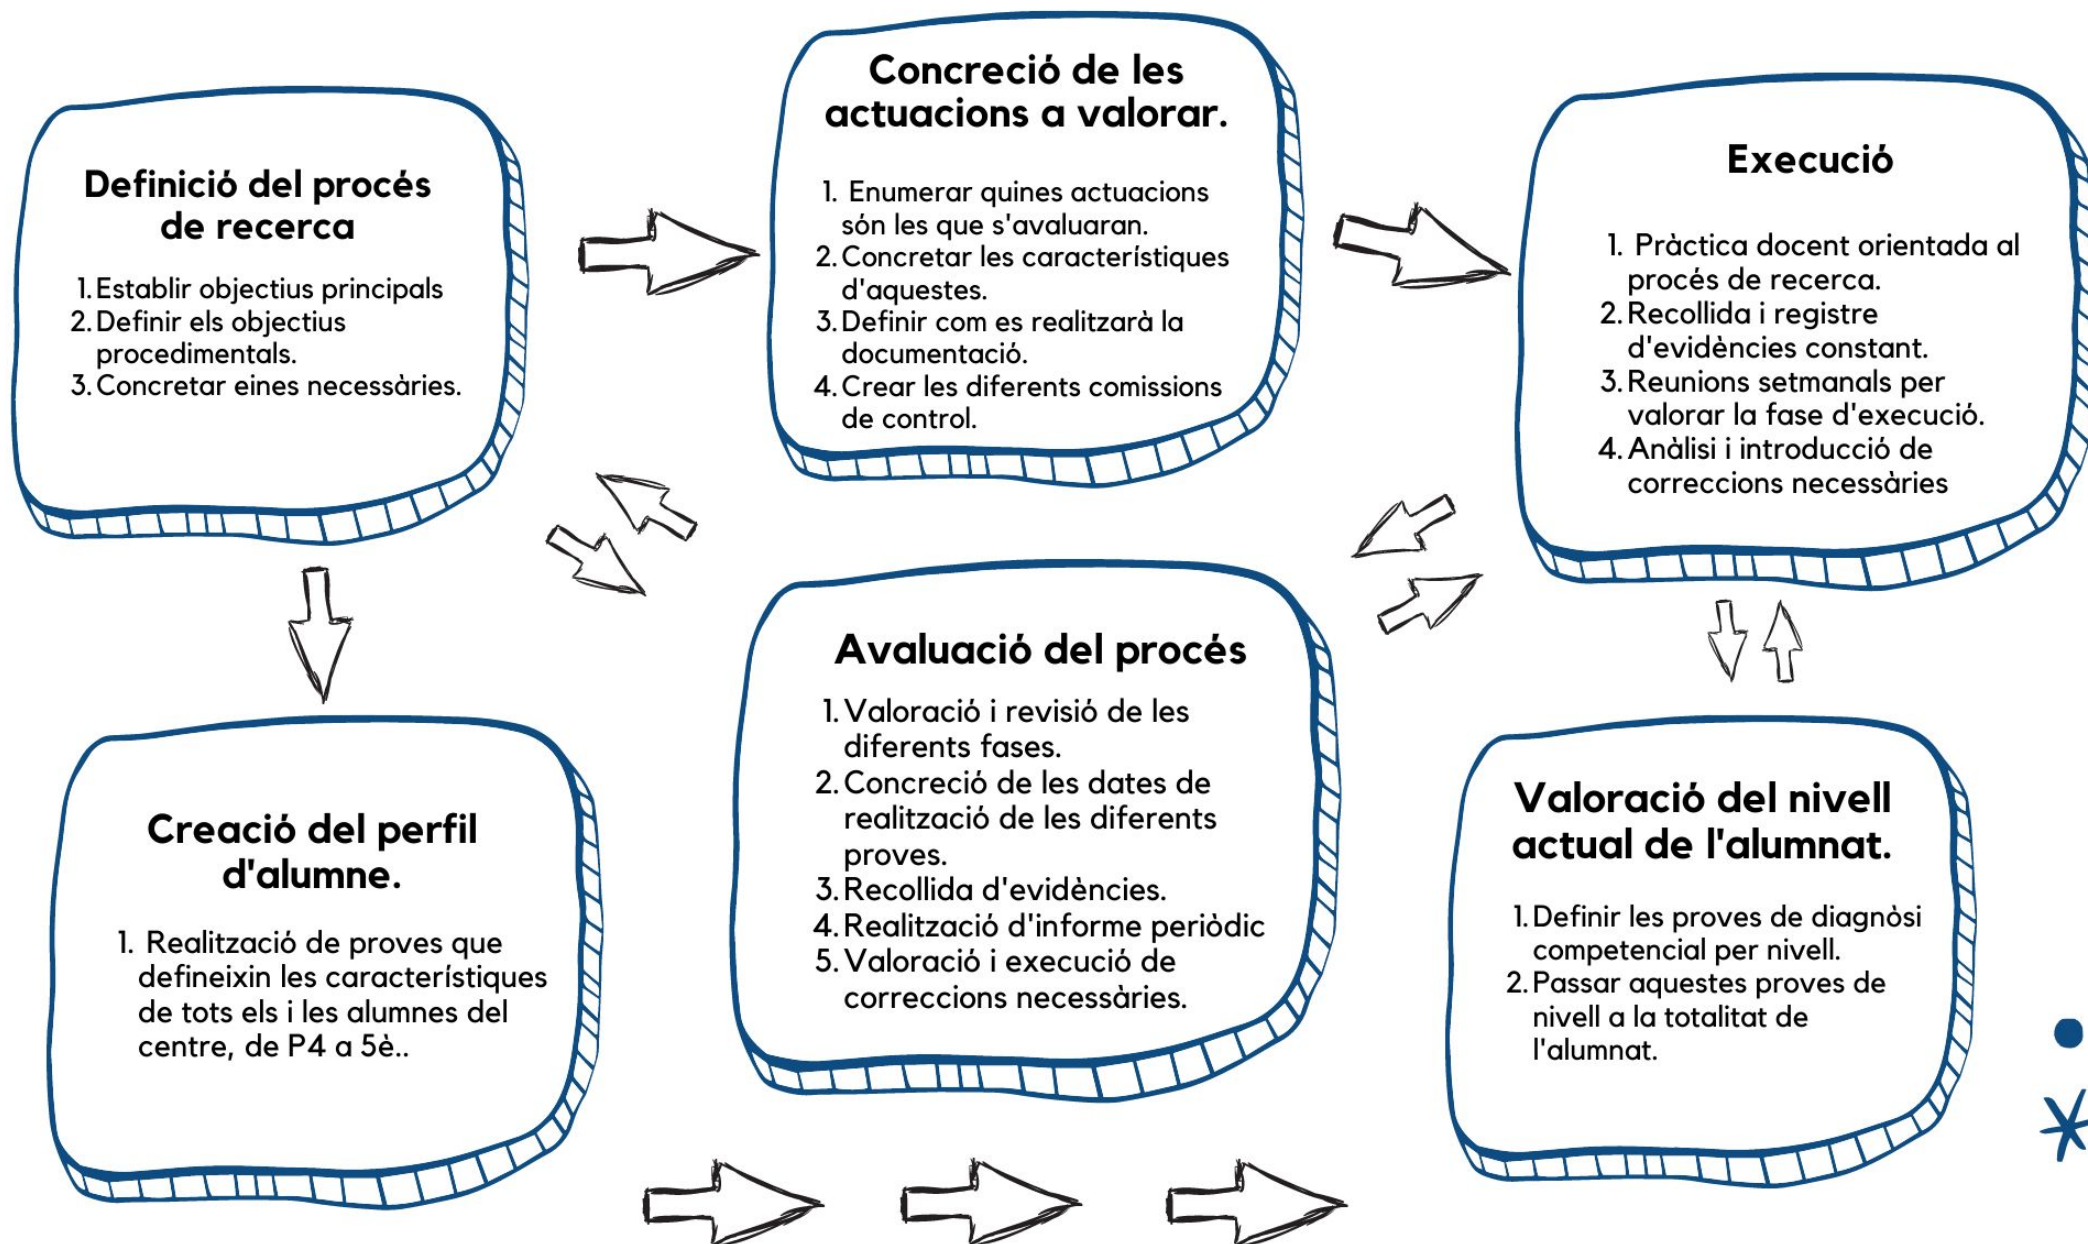 Definició del procés
de recerca
1. Establir objectius principals
2. Definir els objectius
procedimentals.
3. Concretar eines necessàries.
Concreció de les
actuacions a valorar.
1. Enumerar quines actuacions
són les que s'avaluaran.
2. Concretar les característiques
d'aquestes.
3. Definir com es realitzarà la
documentació.
4. Crear les diferents comissions
de control.
Execució
1. Pràctica docent orientada al
procés de recerca.
2. Recollida i registre
d'evidències constant.
3. Reunions setmanals per
valorar la fase d'execució.
4. Anàlisi i introducció de
correccions necessàries
Creació del perfil
d'alumne.
1. Realització de proves que
defineixin les característiques
de tots els i les alumnes del
centre, de P4 a 5è..
Avaluació del procés
1. Valoració i revisió de les
diferents fases.
2. Concreció de les dates de
realització de les diferents
proves.
3. Recollida d'evidències.
4. Realització d'informe periòdic
5. Valoració i execució de
correccions necessàries.
Valoració del nivell
actual de l'alumnat.
1. Definir les proves de diagnòsi
competencial per nivell.
2. Passar aquestes proves de
nivell a la totalitat de
l'alumnat.